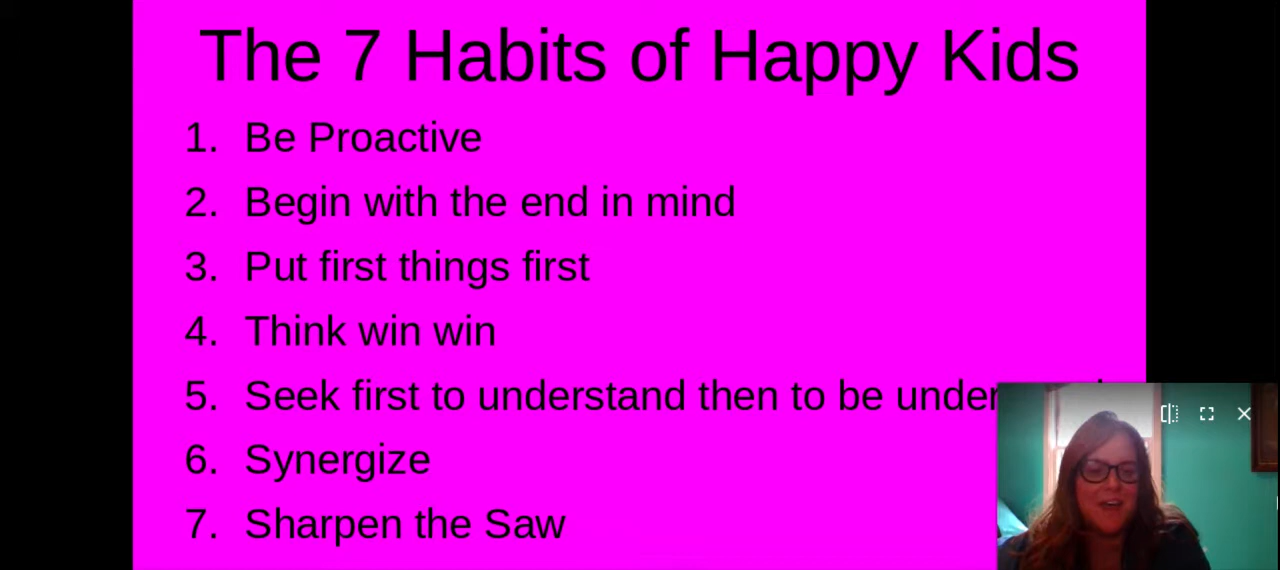 The 7 Habits of Happy Kids
1. Be Proactive
2. Begin with the end in mind
3. Put first things first
4. Think win win
5. Seek first to understand then to be
6. Synergize
7. Sharpen the Saw